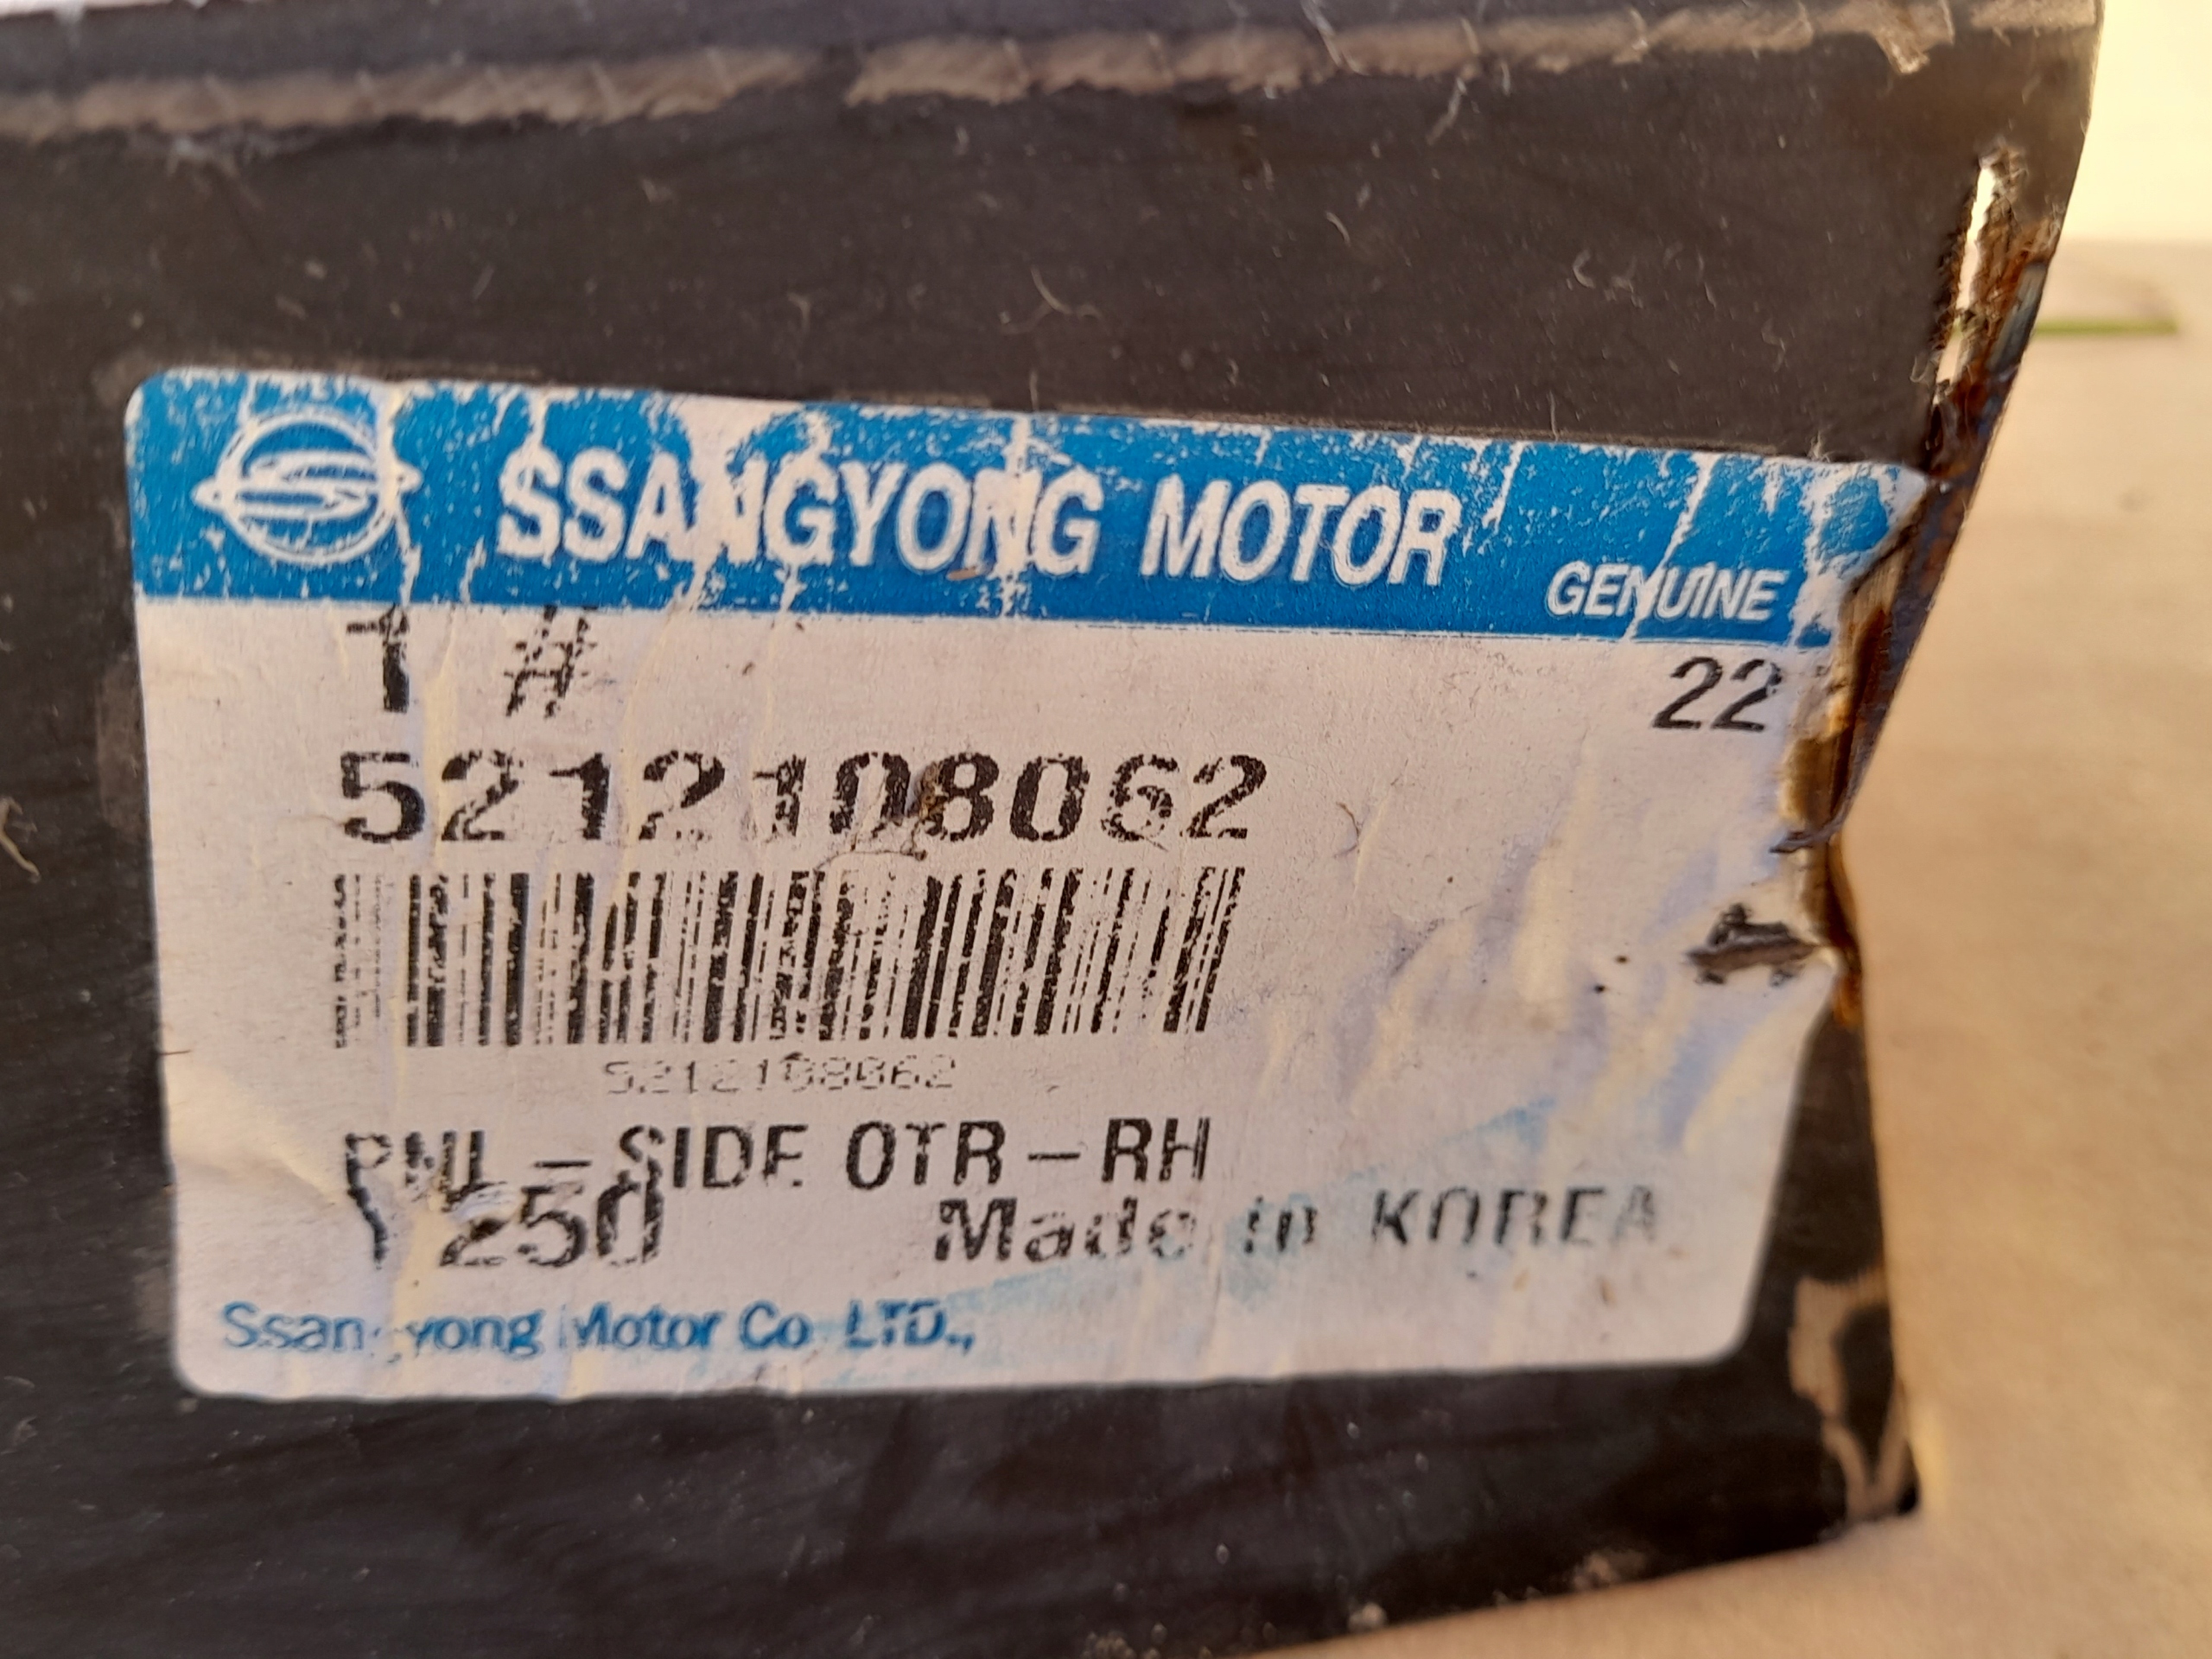 SSANGYONG MOTOR GENUINE
1 # 22
5212108062
5212108062
PNL-SIDE OTR-RH
Y250 Made in KOREA
Ssangyong Motor Co LTD.,